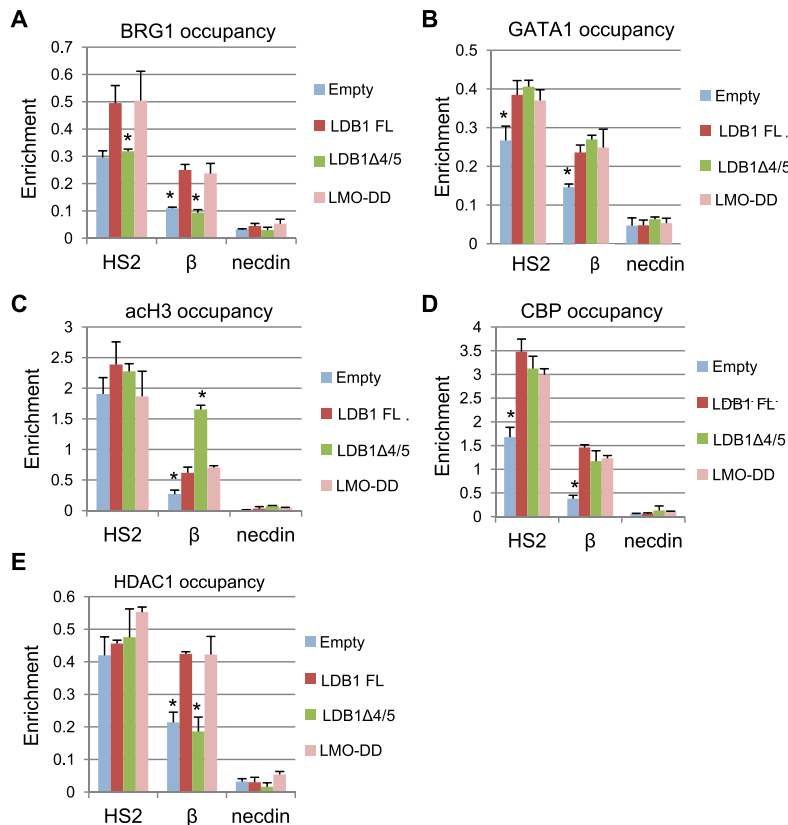 A
BRG1 occupancy
0.7
0.6
0.5
0.4
0.3
0.2
0.1
0
Enrichment
*
*
*
HS2 β necdin
Empty
LDB1 FL
LDB1Δ4/5
LMO-DD
B
GATA1 occupancy
0.5
0.4
0.3
0.2
0.1
0
Enrichment
*
*
HS2 β necdin
Empty
LDB1 FL .
LDB1Δ4/5
LMO-DD
C
acH3 occupancy
3
2.5
2
1.5
1
0.5
0
Enrichment
*
*
HS2 β necdin
Empty
LDB1 FL .
LDB1Δ4/5
LMO-DD
D
CBP occupancy
4
3.5
3
2.5
2
1.5
1
0.5
0
Enrichment
*
*
HS2 β necdin
Empty
LDB1 FL
LDB1Δ4/5
LMO-DD
E
HDAC1 occupancy
0.6
0.5
0.4
0.3
0.2
0.1
0
Enrichment
*
*
HS2 β necdin
Empty
LDB1 FL
LDB1Δ4/5
LMO-DD